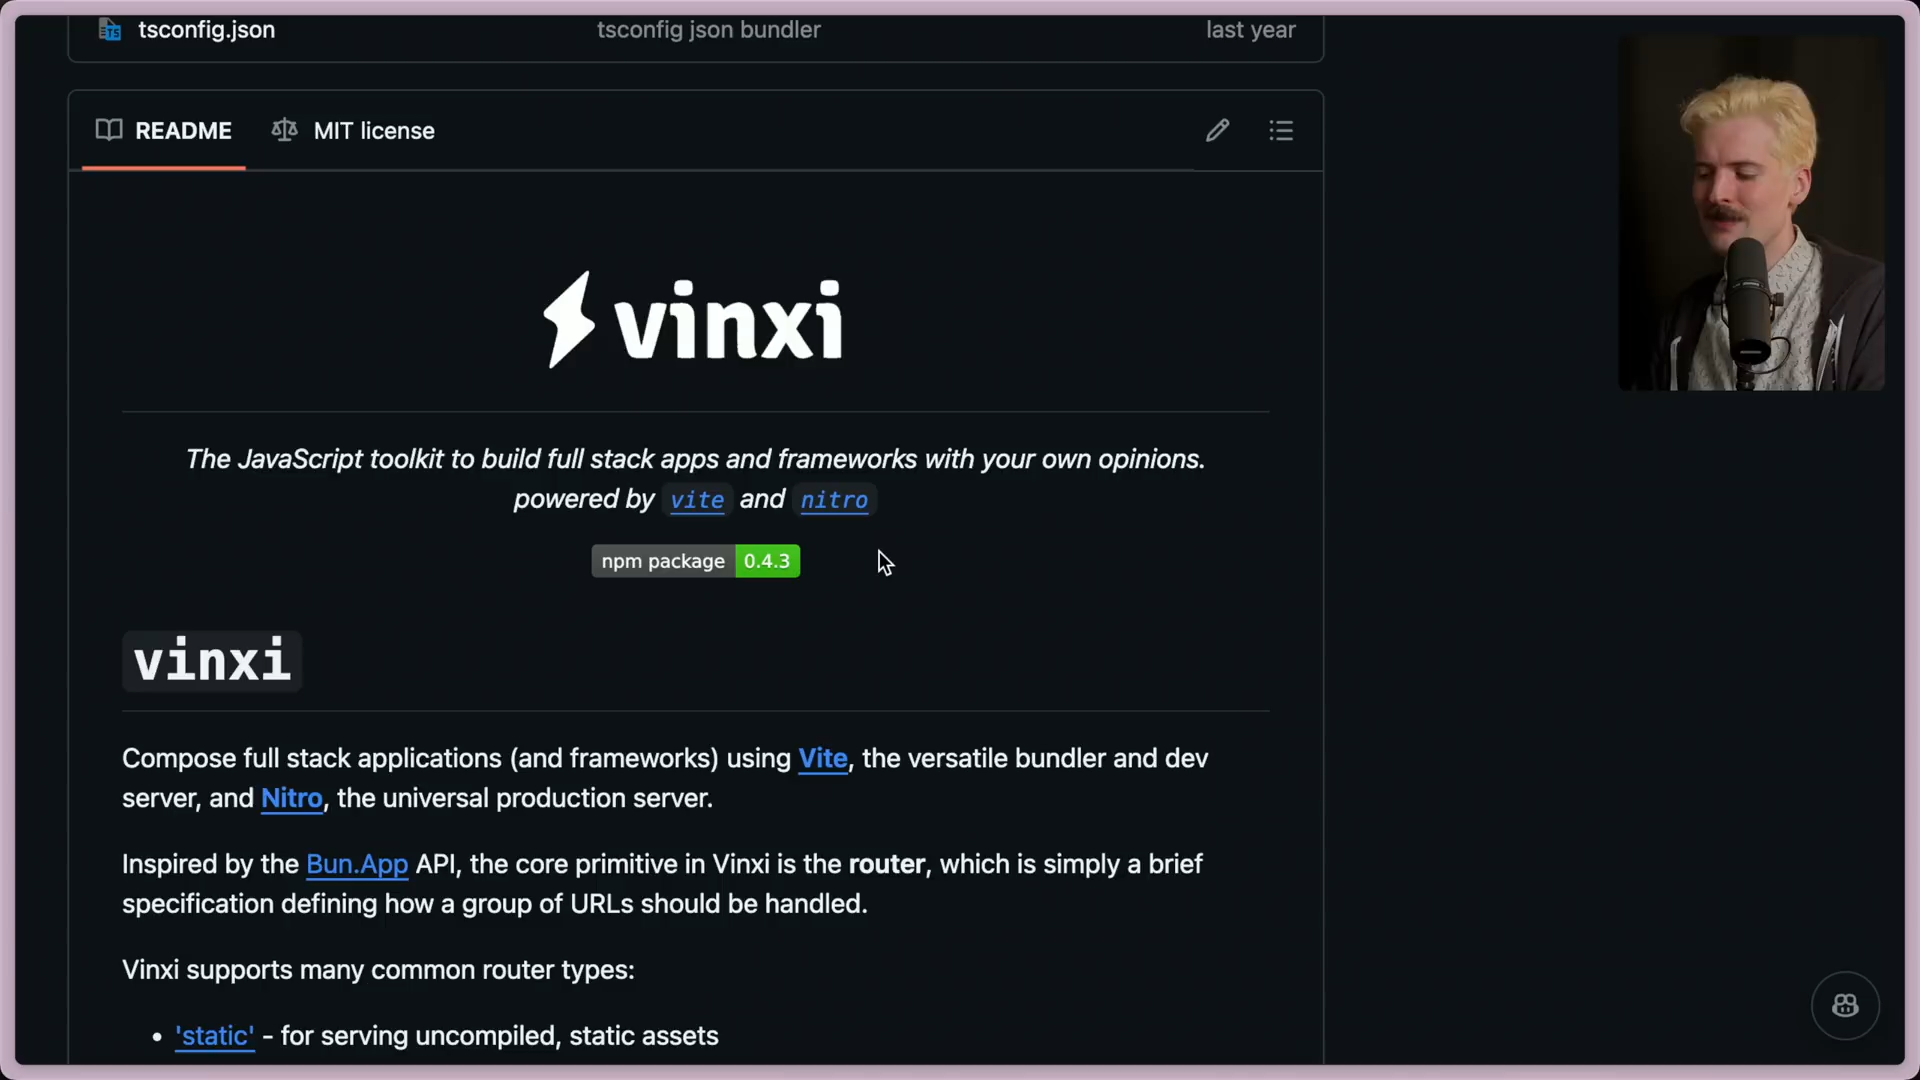 tsconfig.json tsconfig json bundler last year
README MIT license
vinxi
The JavaScript toolkit to build full stack apps and frameworks with your own opinions.
powered by vite and nitro
npm package 0.4.3
vinxi
Compose full stack applications (and frameworks) using Vite, the versatile bundler and dev
server, and Nitro, the universal production server.
Inspired by the Bun.App API, the core primitive in Vinxi is the router, which is simply a brief
specification defining how a group of URLs should be handled.
Vinxi supports many common router types:
• 'static' - for serving uncompiled, static assets